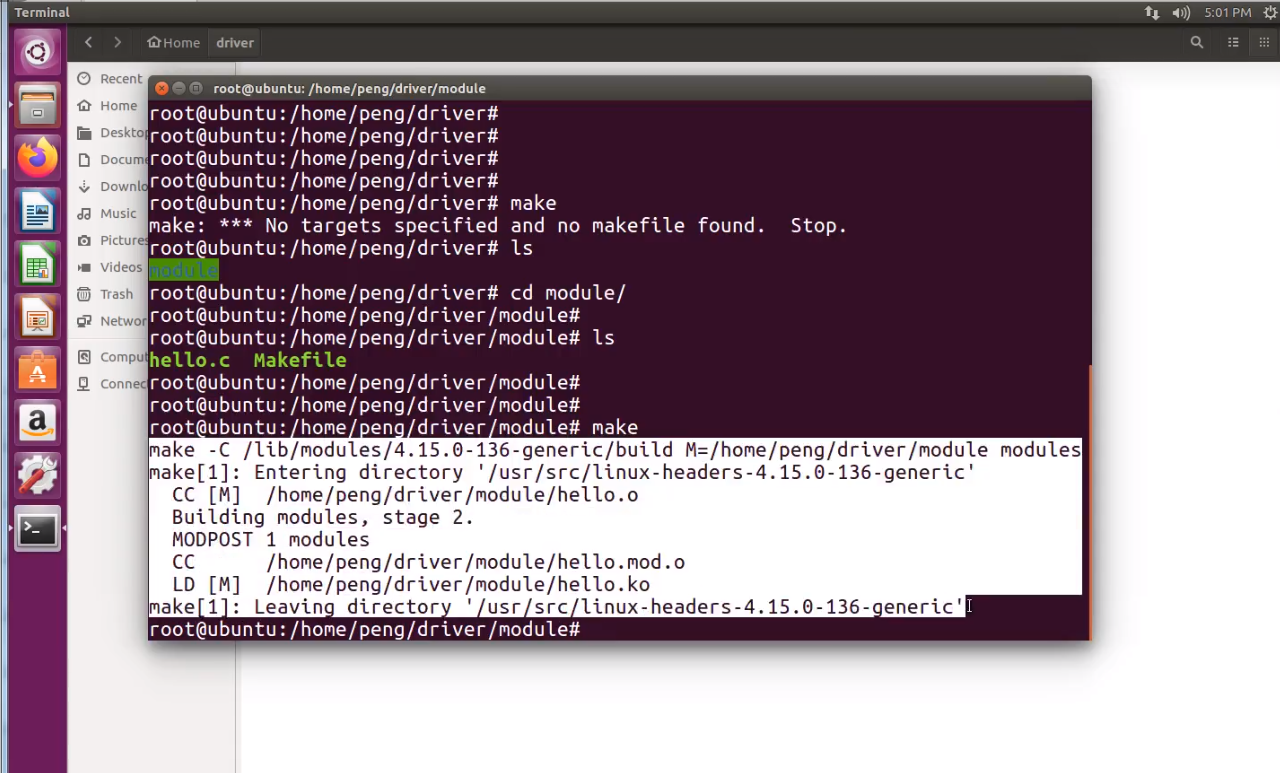 Terminal
5:01 PM
Home
driver
Recent
Home
Deskto
Docum
Downlo
Music
Pictures
Videos
Trash
Networ
Comput
Connec
root@ubuntu: /home/peng/driver/module
root@ubuntu:/home/peng/driver#
root@ubuntu:/home/peng/driver#
root@ubuntu:/home/peng/driver#
root@ubuntu:/home/peng/driver#
root@ubuntu:/home/peng/driver# make
make: *** No targets specified and no makefile found.  Stop.
root@ubuntu:/home/peng/driver# ls
module
root@ubuntu:/home/peng/driver# cd module/
root@ubuntu:/home/peng/driver/module#
root@ubuntu:/home/peng/driver/module# ls
hello.c  Makefile
root@ubuntu:/home/peng/driver/module#
root@ubuntu:/home/peng/driver/module#
root@ubuntu:/home/peng/driver/module# make
make -C /lib/modules/4.15.0-136-generic/build M=/home/peng/driver/module modules
make[1]: Entering directory '/usr/src/linux-headers-4.15.0-136-generic'
  CC [M]  /home/peng/driver/module/hello.o
  Building modules, stage 2.
  MODPOST 1 modules
  CC      /home/peng/driver/module/hello.mod.o
  LD [M]  /home/peng/driver/module/hello.ko
make[1]: Leaving directory '/usr/src/linux-headers-4.15.0-136-generic'
root@ubuntu:/home/peng/driver/module#